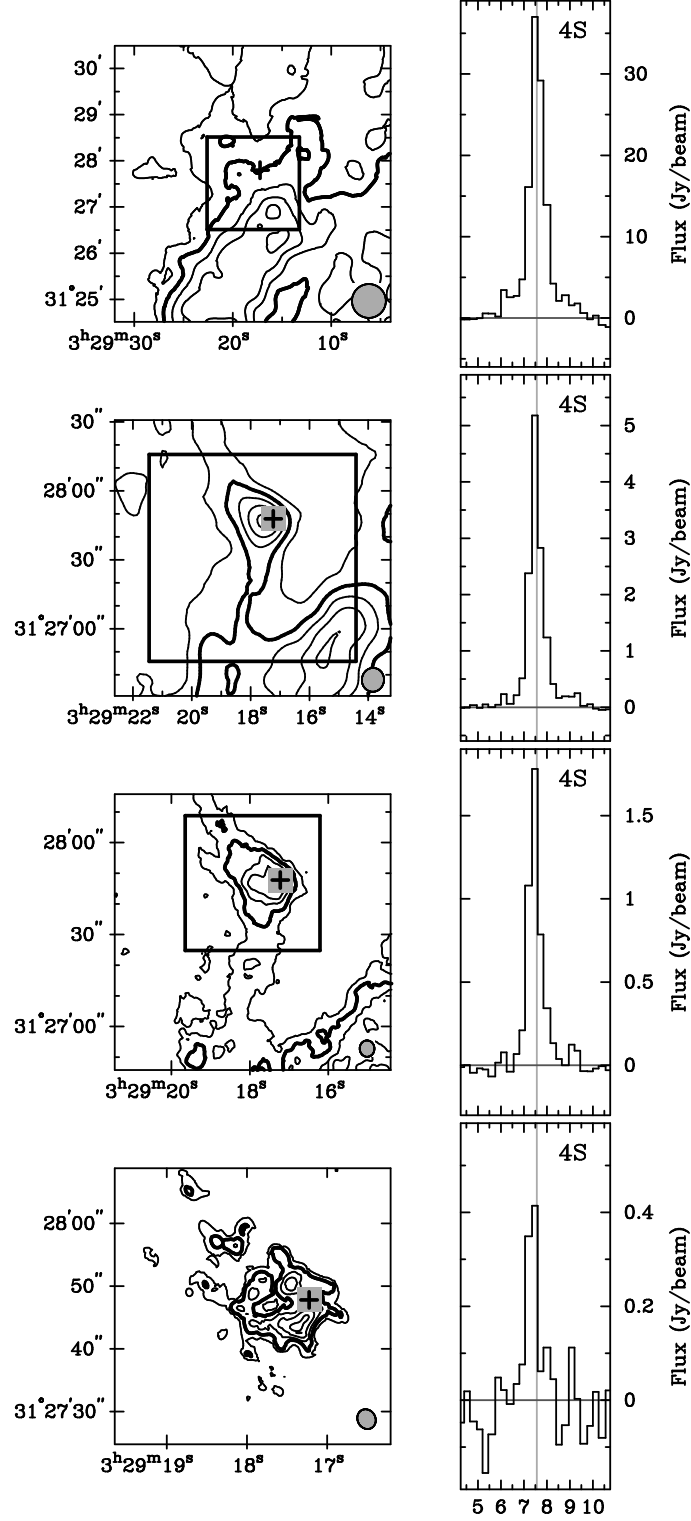 30′
29′
28′
27′
26′
31°25′
3ʰ29ᵐ30ˢ 20ˢ 10ˢ
4S
30
20
10
0
Flux (Jy/beam)
30″
28′00″
30″
31°27′00″
3ʰ29ᵐ22ˢ 20ˢ 18ˢ 16ˢ 14ˢ
4S
5
4
3
2
1
0
Flux (Jy/beam)
28′00″
30″
31°27′00″
3ʰ29ᵐ20ˢ 18ˢ 16ˢ
4S
1.5
1
0.5
0
Flux (Jy/beam)
28′00″
50″
40″
31°27′30″
3ʰ29ᵐ19ˢ 18ˢ 17ˢ
4S
0.4
0.2
0
Flux (Jy/beam)
5 6 7 8 9 10